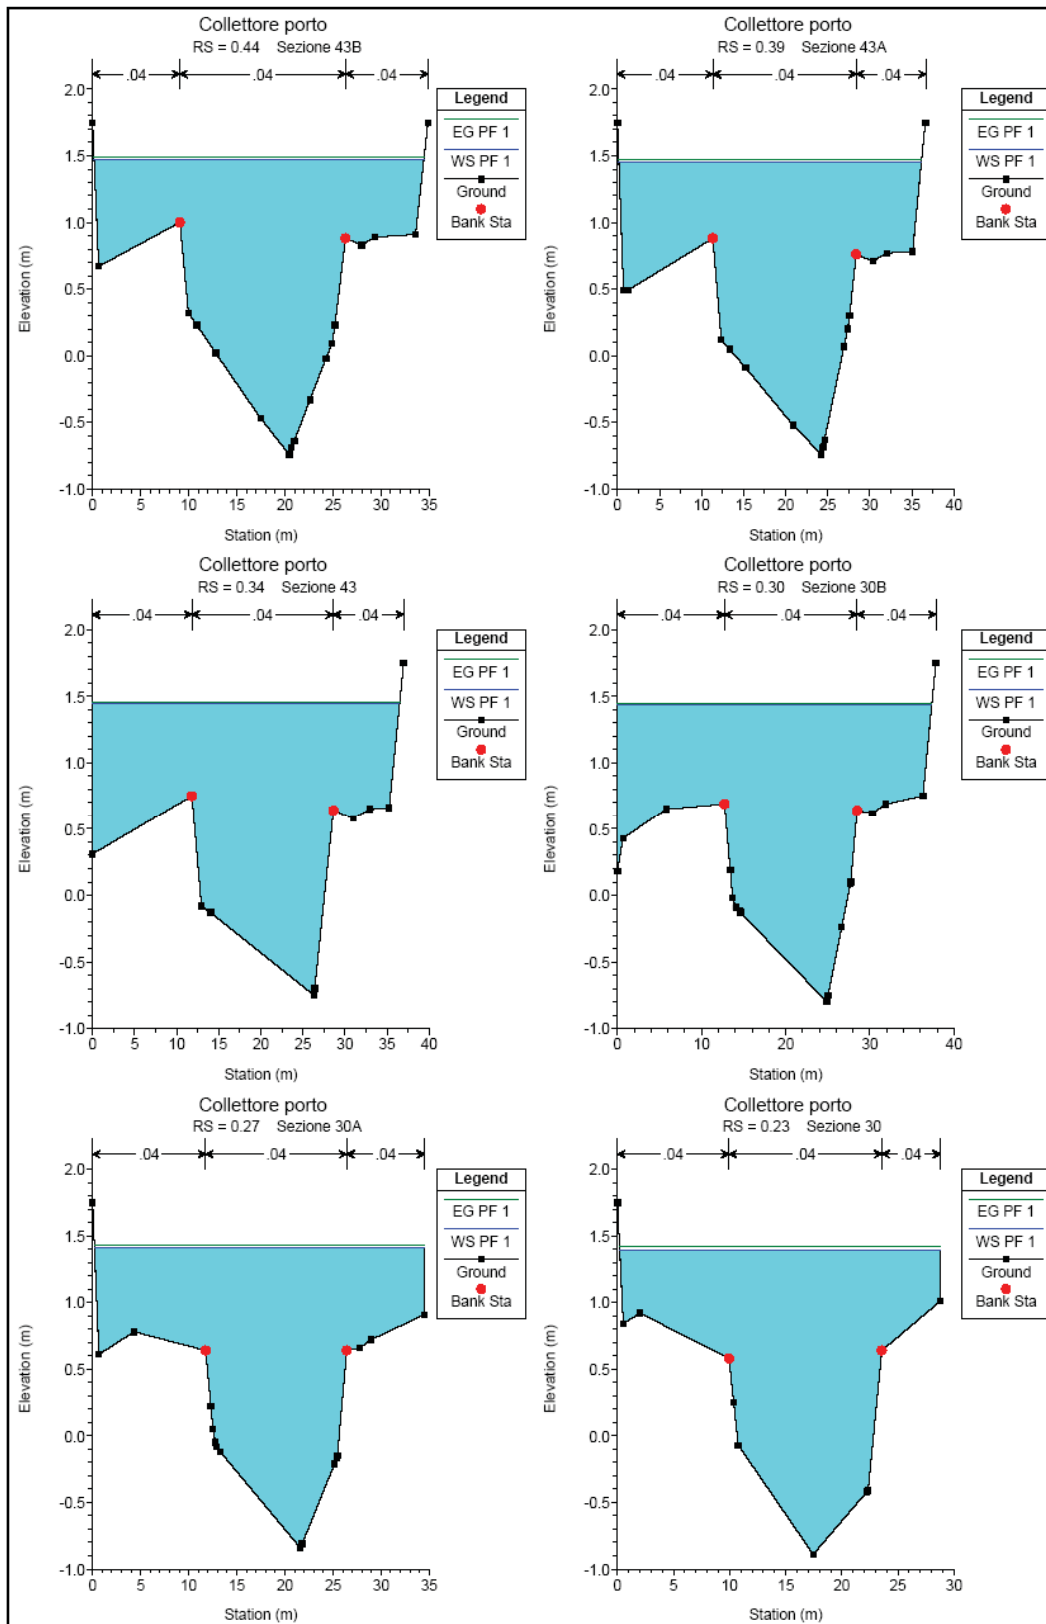 Collettore porto
RS = 0.44 Sezione 43B
.04 .04 .04
Legend
EG PF 1
WS PF 1
Ground
Bank Sta
Elevation (m)
2.0
1.5
1.0
0.5
0.0
-0.5
-1.0
0 5 10 15 20 25 30 35
Station (m)
Collettore porto
RS = 0.39 Sezione 43A
.04 .04 .04
Legend
EG PF 1
WS PF 1
Ground
Bank Sta
Elevation (m)
2.0
1.5
1.0
0.5
0.0
-0.5
-1.0
0 5 10 15 20 25 30 35 40
Station (m)
Collettore porto
RS = 0.34 Sezione 43
.04 .04 .04
Legend
EG PF 1
WS PF 1
Ground
Bank Sta
Elevation (m)
2.0
1.5
1.0
0.5
0.0
-0.5
-1.0
0 5 10 15 20 25 30 35 40
Station (m)
Collettore porto
RS = 0.30 Sezione 30B
.04 .04 .04
Legend
EG PF 1
WS PF 1
Ground
Bank Sta
Elevation (m)
2.0
1.5
1.0
0.5
0.0
-0.5
-1.0
0 10 20 30 40
Station (m)
Collettore porto
RS = 0.27 Sezione 30A
.04 .04 .04
Legend
EG PF 1
WS PF 1
Ground
Bank Sta
Elevation (m)
2.0
1.5
1.0
0.5
0.0
-0.5
-1.0
0 5 10 15 20 25 30 35
Station (m)
Collettore porto
RS = 0.23 Sezione 30
.04 .04 .04
Legend
EG PF 1
WS PF 1
Ground
Bank Sta
Elevation (m)
2.0
1.5
1.0
0.5
0.0
-0.5
-1.0
0 5 10 15 20 25 30
Station (m)